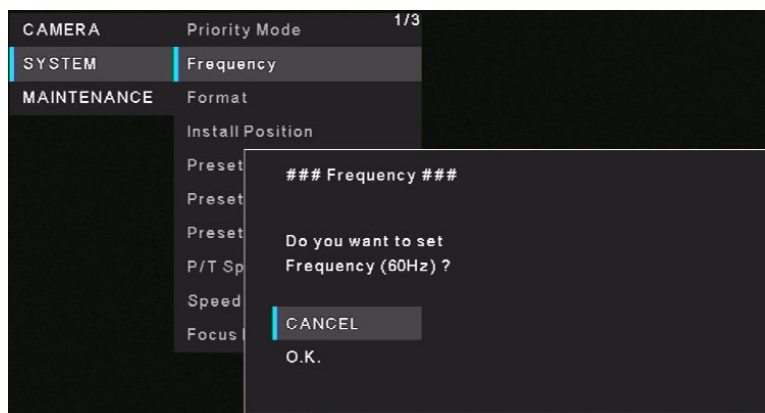 1/3
CAMERA
SYSTEM
MAINTENANCE
Priority Mode
Frequency
Format
Install Position
Preset
Preset
Preset
P/T Sp
Speed
Focus
### Frequency ###
Do you want to set
Frequency (60Hz) ?
CANCEL
O.K.